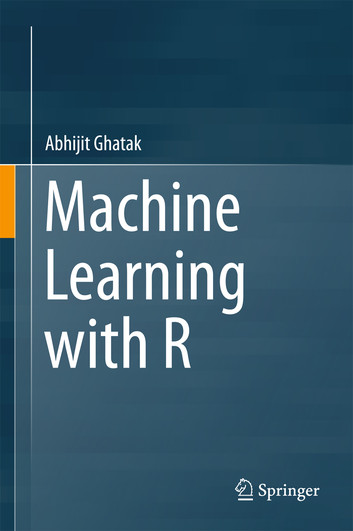 Abhijit Ghatak
Machine
Learning
with R
Springer